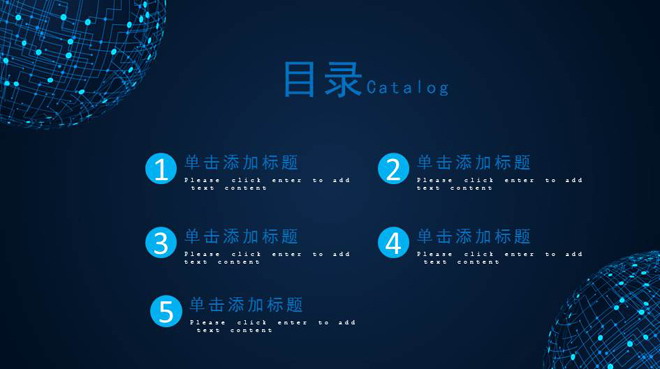 目录Catalog
1 单击添加标题
Please click enter to add
text content
2 单击添加标题
Please click enter to add
text content
3 单击添加标题
Please click enter to add
text content
4 单击添加标题
Please click enter to add
text content
5 单击添加标题
Please click enter to add
text content